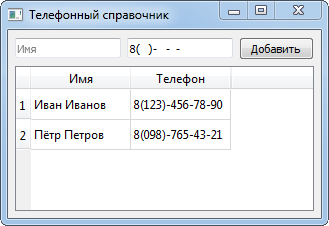 Телефонный справочник
Имя 8( )- - - Добавить
Имя Телефон
1 Иван Иванов 8(123)-456-78-90
2 Пётр Петров 8(098)-765-43-21